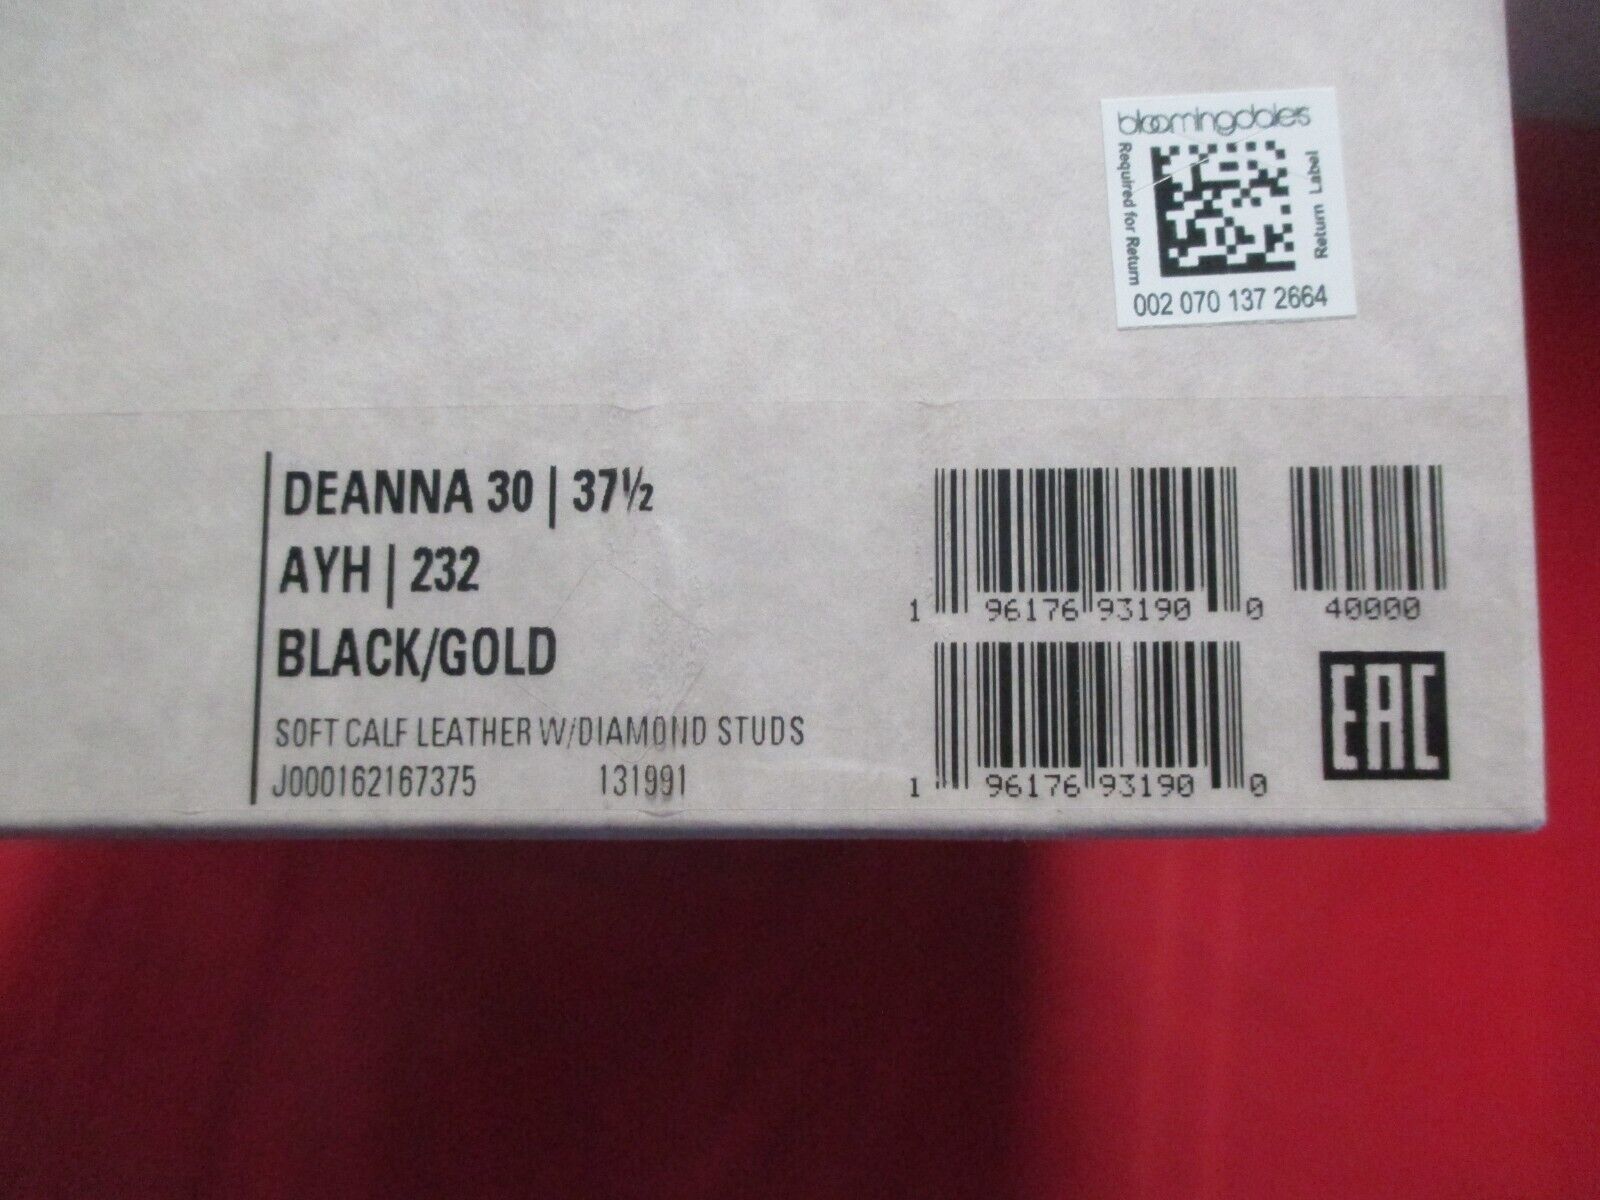 bloomingdale's
Required for Return
Return Label
002 070 137 2664
DEANNA 30 | 37½
AYH | 232
BLACK/GOLD
SOFT CALF LEATHER W/DIAMOND STUDS
J000162167375 131991
1 96176 93190 0 40000
1 96176 93190 0
EAC